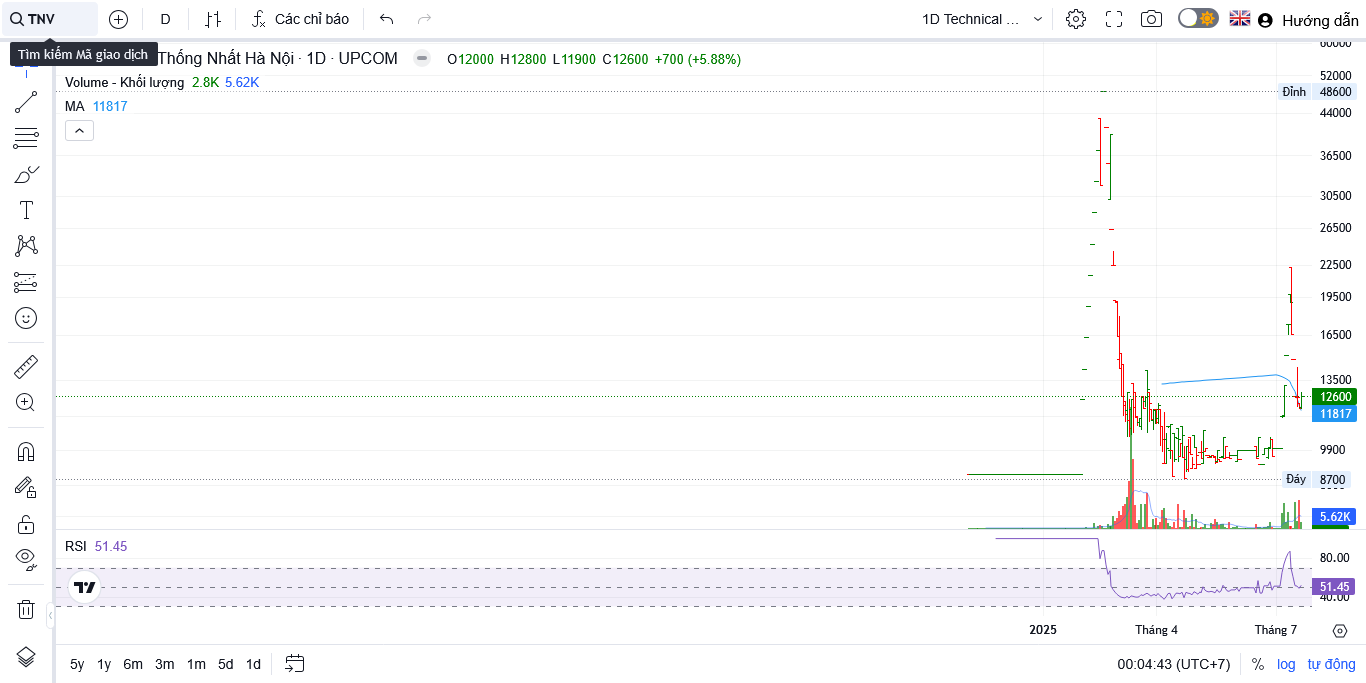 TNV
D
Các chỉ báo
1D Technical ...
Hướng dẫn
Tìm kiếm Mã giao dịch
Thống Nhất Hà Nội · 1D · UPCOM
O12000 H12800 L11900 C12600 +700 (+5.88%)
Volume - Khối lượng 2.8K 5.62K
MA 11817
60000
52000
Đỉnh 48600
44000
36500
30500
26500
22500
19500
16500
13500
12600
11817
9900
Đáy 8700
5.62K
RSI 51.45
80.00
51.45
40.00
2025
Tháng 4
Tháng 7
5y 1y 6m 3m 1m 5d 1d
00:04:43 (UTC+7)
% log tự động